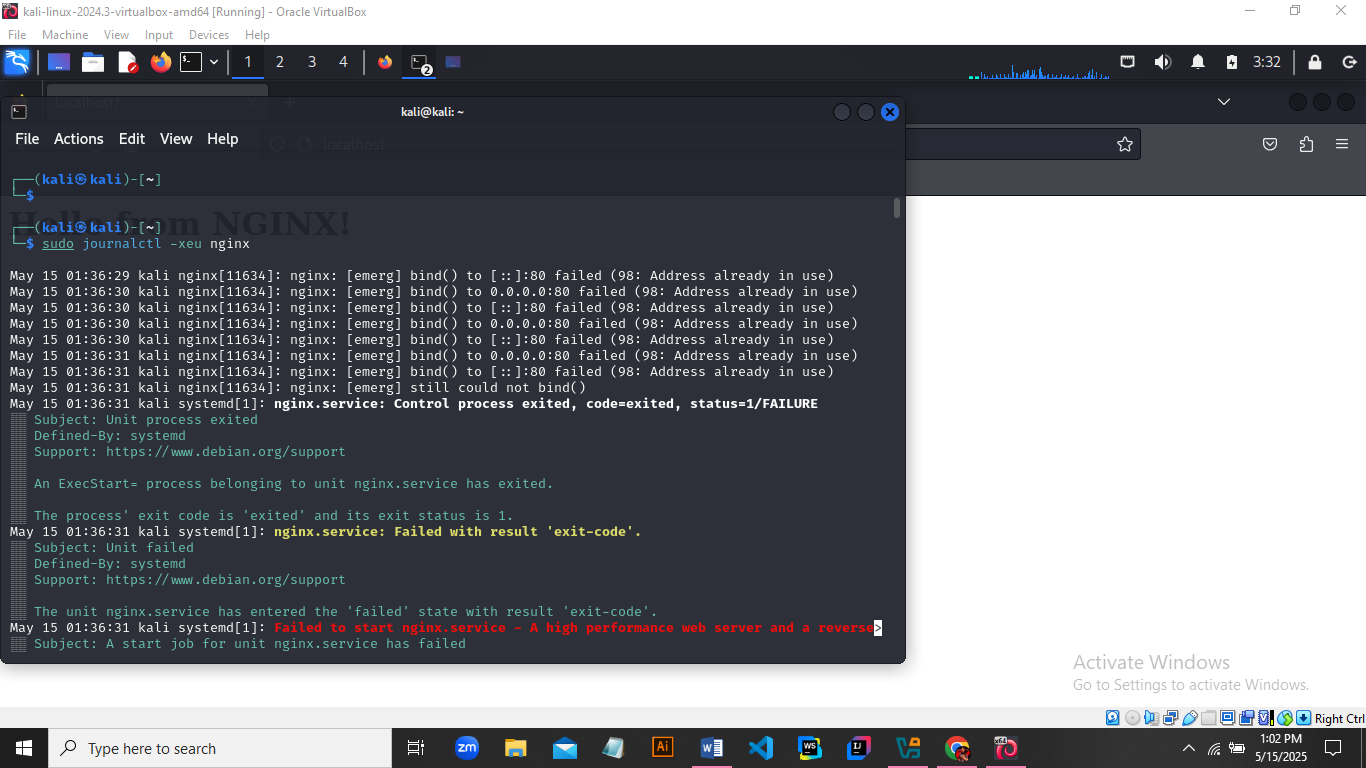 kali-linux-2024.3-virtualbox-amd64 [Running] - Oracle VirtualBox
File Machine View Input Devices Help
1 2 3 4 2 3:32
localhost/
kali@kali: ~
File Actions Edit View Help
localhost
┌──(kali㉿kali)-[~]
└─$
Hello from NGINX!
┌──(kali㉿kali)-[~]
└─$ sudo journalctl -xeu nginx
May 15 01:36:29 kali nginx[11634]: nginx: [emerg] bind() to [::]:80 failed (98: Address already in use)
May 15 01:36:30 kali nginx[11634]: nginx: [emerg] bind() to 0.0.0.0:80 failed (98: Address already in use)
May 15 01:36:30 kali nginx[11634]: nginx: [emerg] bind() to [::]:80 failed (98: Address already in use)
May 15 01:36:30 kali nginx[11634]: nginx: [emerg] bind() to 0.0.0.0:80 failed (98: Address already in use)
May 15 01:36:30 kali nginx[11634]: nginx: [emerg] bind() to [::]:80 failed (98: Address already in use)
May 15 01:36:31 kali nginx[11634]: nginx: [emerg] bind() to 0.0.0.0:80 failed (98: Address already in use)
May 15 01:36:31 kali nginx[11634]: nginx: [emerg] bind() to [::]:80 failed (98: Address already in use)
May 15 01:36:31 kali nginx[11634]: nginx: [emerg] still could not bind()
May 15 01:36:31 kali systemd[1]: nginx.service: Control process exited, code=exited, status=1/FAILURE
░░ Subject: Unit process exited
░░ Defined-By: systemd
░░ Support: https://www.debian.org/support
░░
░░ An ExecStart= process belonging to unit nginx.service has exited.
░░
░░ The process' exit code is 'exited' and its exit status is 1.
May 15 01:36:31 kali systemd[1]: nginx.service: Failed with result 'exit-code'.
░░ Subject: Unit failed
░░ Defined-By: systemd
░░ Support: https://www.debian.org/support
░░
░░ The unit nginx.service has entered the 'failed' state with result 'exit-code'.
May 15 01:36:31 kali systemd[1]: Failed to start nginx.service - A high performance web server and a reverse>
░░ Subject: A start job for unit nginx.service has failed
Activate Windows
Go to Settings to activate Windows.
Right Ctrl
Type here to search
zm
Ai
W
WS
IJ
x64
1:02 PM
5/15/2025